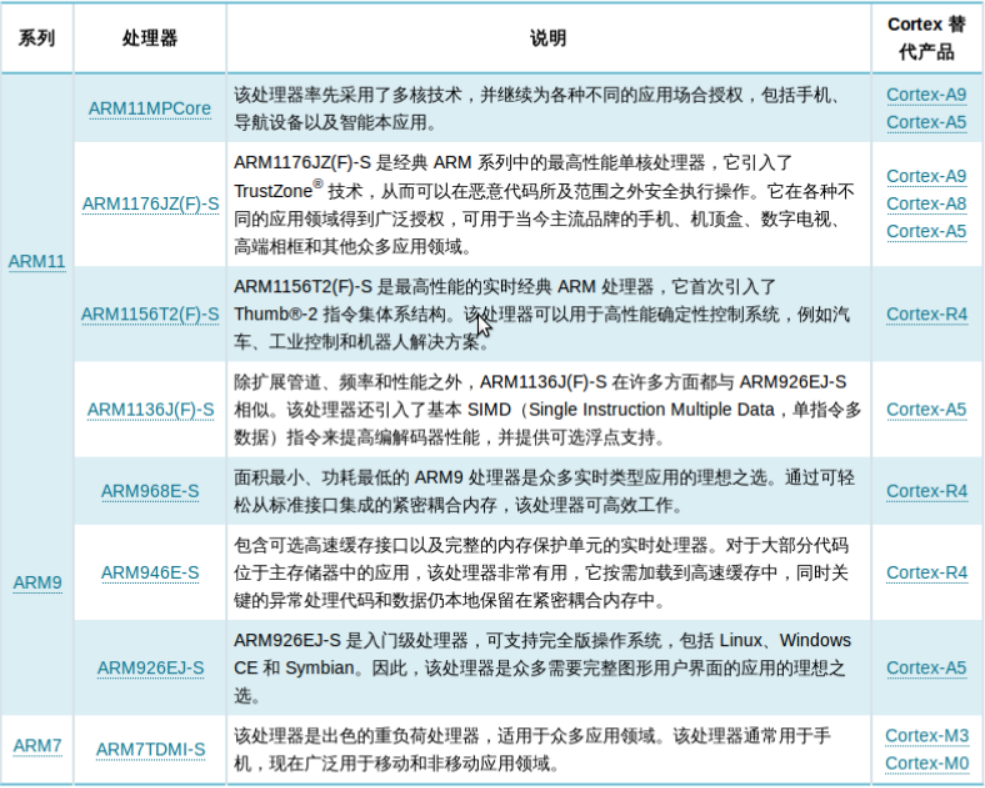 系列
处理器
说明
Cortex 替
代产品
ARM11
ARM11MPCore
该处理器率先采用了多核技术，并继续为各种不同的应用场合授权，包括手机、
导航设备以及智能本应用。
Cortex-A9
Cortex-A5
ARM1176JZ(F)-S
ARM1176JZ(F)-S 是经典 ARM 系列中的最高性能单核处理器，它引入了
TrustZone® 技术，从而可以在恶意代码所及范围之外安全执行操作。它在各种不
同的应用领域得到广泛授权，可用于当今主流品牌的手机、机顶盒、数字电视、
高端相框和其他众多应用领域。
Cortex-A9
Cortex-A8
Cortex-A5
ARM1156T2(F)-S
ARM1156T2(F)-S 是最高性能的实时经典 ARM 处理器，它首次引入了
Thumb®-2 指令集体系结构。该处理器可以用于高性能确定性控制系统，例如汽
车、工业控制和机器人解决方案。
Cortex-R4
ARM1136J(F)-S
除扩展管道、频率和性能之外，ARM1136J(F)-S 在许多方面都与 ARM926EJ-S
相似。该处理器还引入了基本 SIMD（Single Instruction Multiple Data，单指令多
数据）指令来提高编解码器性能，并提供可选浮点支持。
Cortex-A5
ARM9
ARM968E-S
面积最小、功耗最低的 ARM9 处理器是众多实时类型应用的理想之选。通过可轻
松从标准接口集成的紧密耦合内存，该处理器可高效工作。
Cortex-R4
ARM946E-S
包含可选高速缓存接口以及完整的内存保护单元的实时处理器。对于大部分代码
位于主存储器中的应用，该处理器非常有用，它按需加载到高速缓存中，同时关
键的异常处理代码和数据仍本地保留在紧密耦合内存中。
Cortex-R4
ARM926EJ-S
ARM926EJ-S 是入门级处理器，可支持完全版操作系统，包括 Linux、Windows
CE 和 Symbian。因此，该处理器是众多需要完整图形用户界面的应用的理想之
选。
Cortex-A5
ARM7
ARM7TDMI-S
该处理器是出色的重负荷处理器，适用于众多应用领域。该处理器通常用于手
机，现在广泛用于移动和非移动应用领域。
Cortex-M3
Cortex-M0